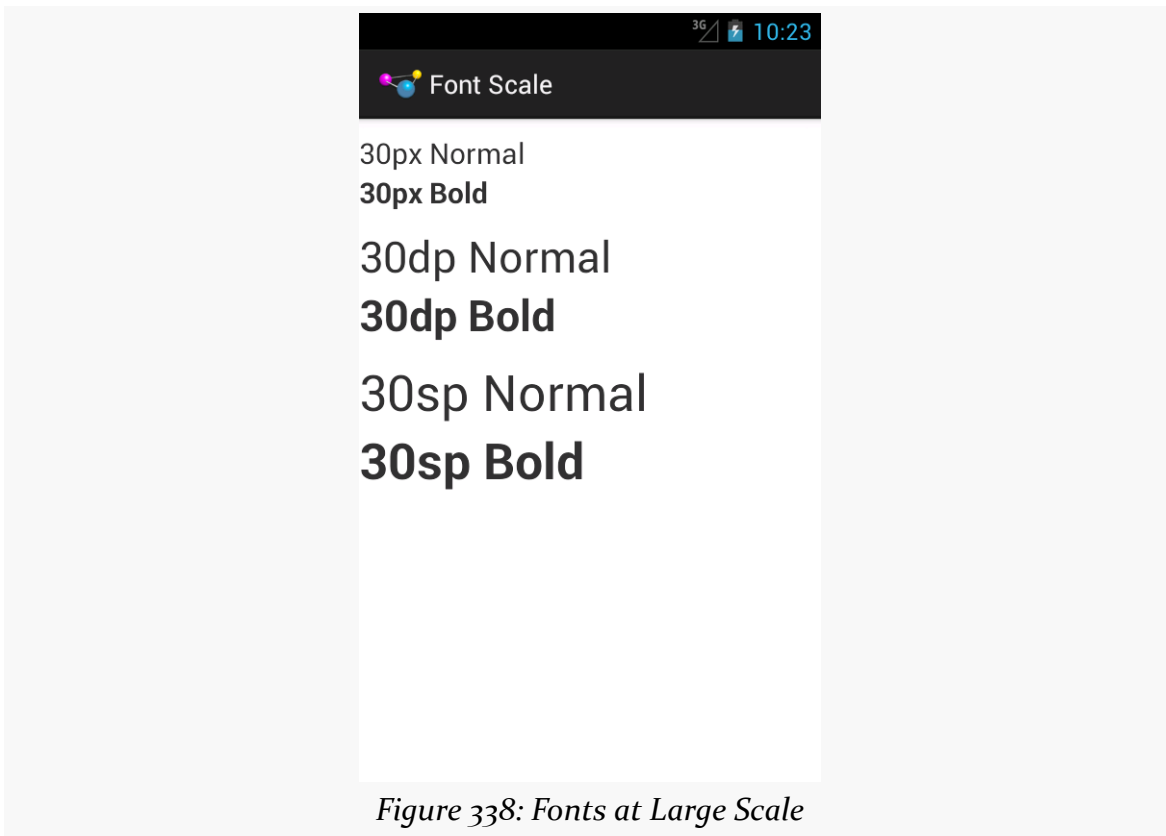 3G 10:23
Font Scale
30px Normal
30px Bold
30dp Normal
30dp Bold
30sp Normal
30sp Bold
Figure 338: Fonts at Large Scale